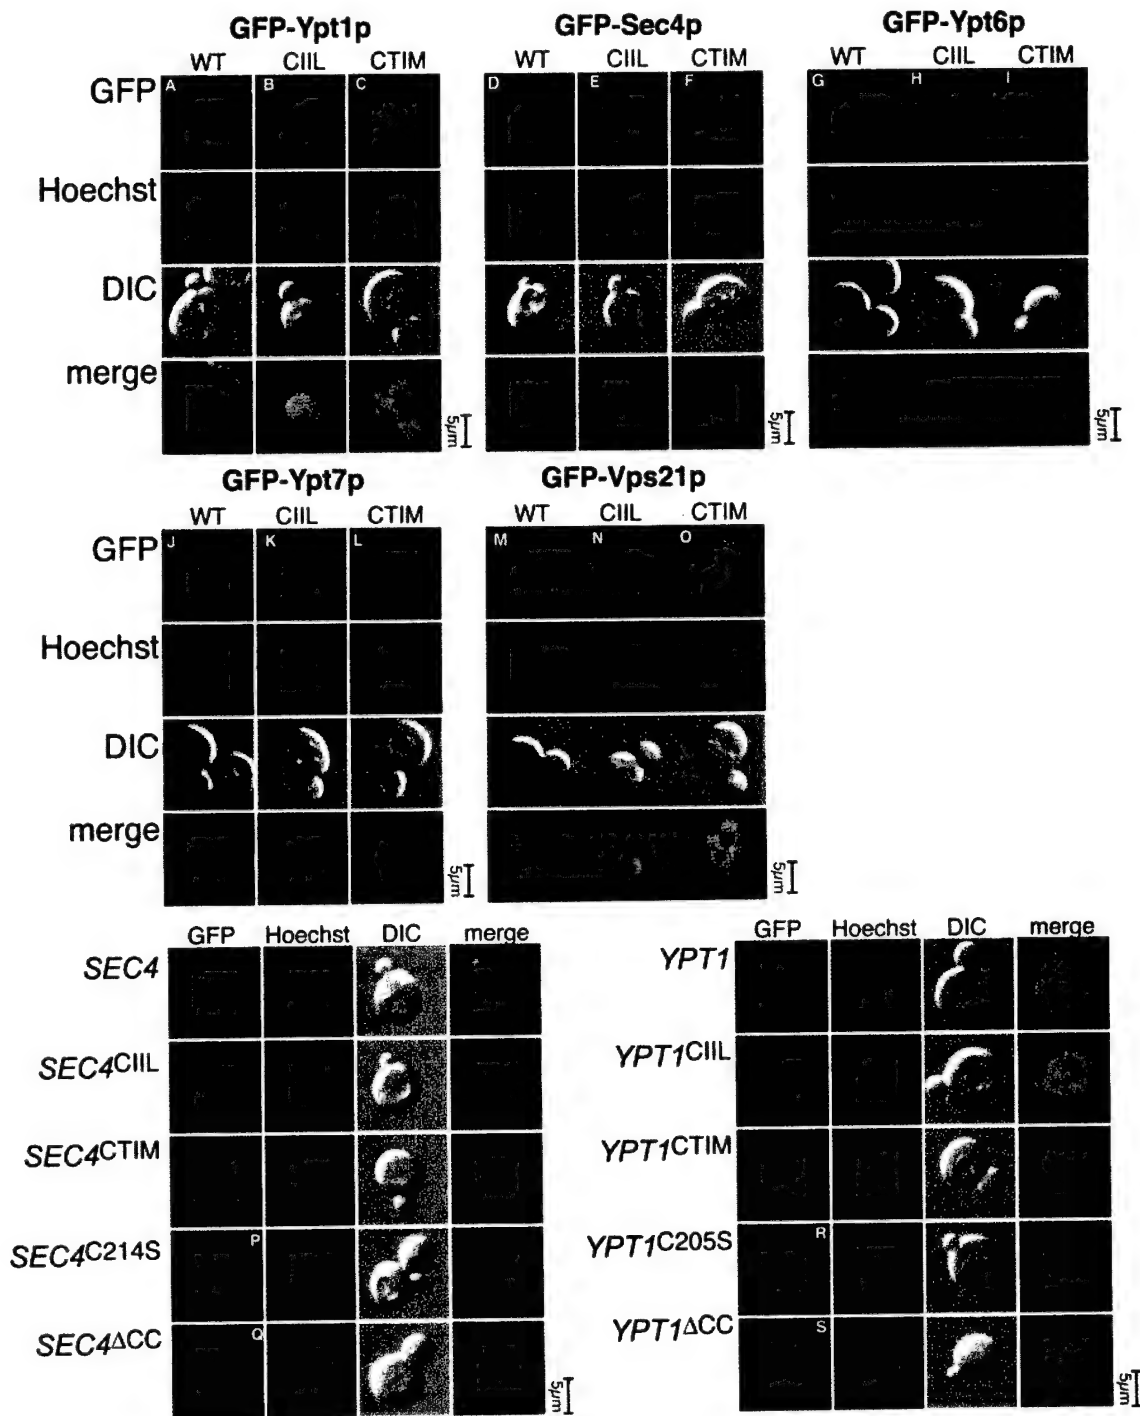 GFP-Ypt1p GFP-Sec4p GFP-Ypt6p
WT CIIL CTIM WT CIIL CTIM WT CIIL CTIM
GFP A B C D E F G H I
Hoechst
DIC
merge
5µm 5µm 5µm
GFP-Ypt7p GFP-Vps21p
WT CIIL CTIM WT CIIL CTIM
GFP J K L M N O
Hoechst
DIC
merge
5µm 5µm
GFP Hoechst DIC merge GFP Hoechst DIC merge
SEC4 YPT1
SEC4CIIL YPT1CIIL
SEC4CTIM YPT1CTIM
SEC4C214S P YPT1C205S R
SEC4ΔCC Q YPT1ΔCC S
5µm 5µm